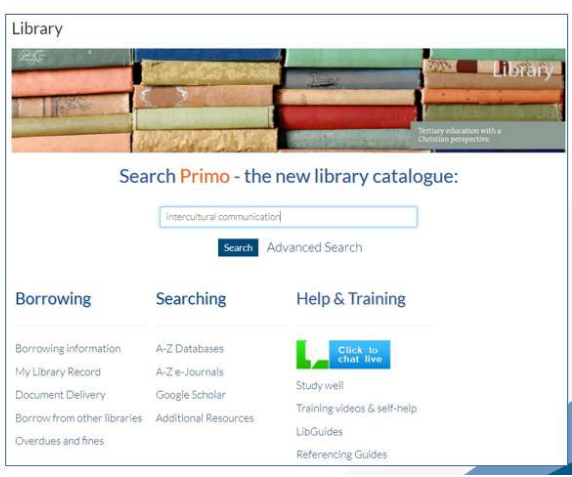 Library
Library
Tertiary education with a
Christian perspective.
Search Primo - the new library catalogue:
intercultural communication
Search Advanced Search
Borrowing
Borrowing information
My Library Record
Document Delivery
Borrow from other libraries
Overdues and fines
Searching
A-Z Databases
A-Z e-Journals
Google Scholar
Additional Resources
Help & Training
Click to
chat live
Study well
Training videos & self-help
LibGuides
Referencing Guides